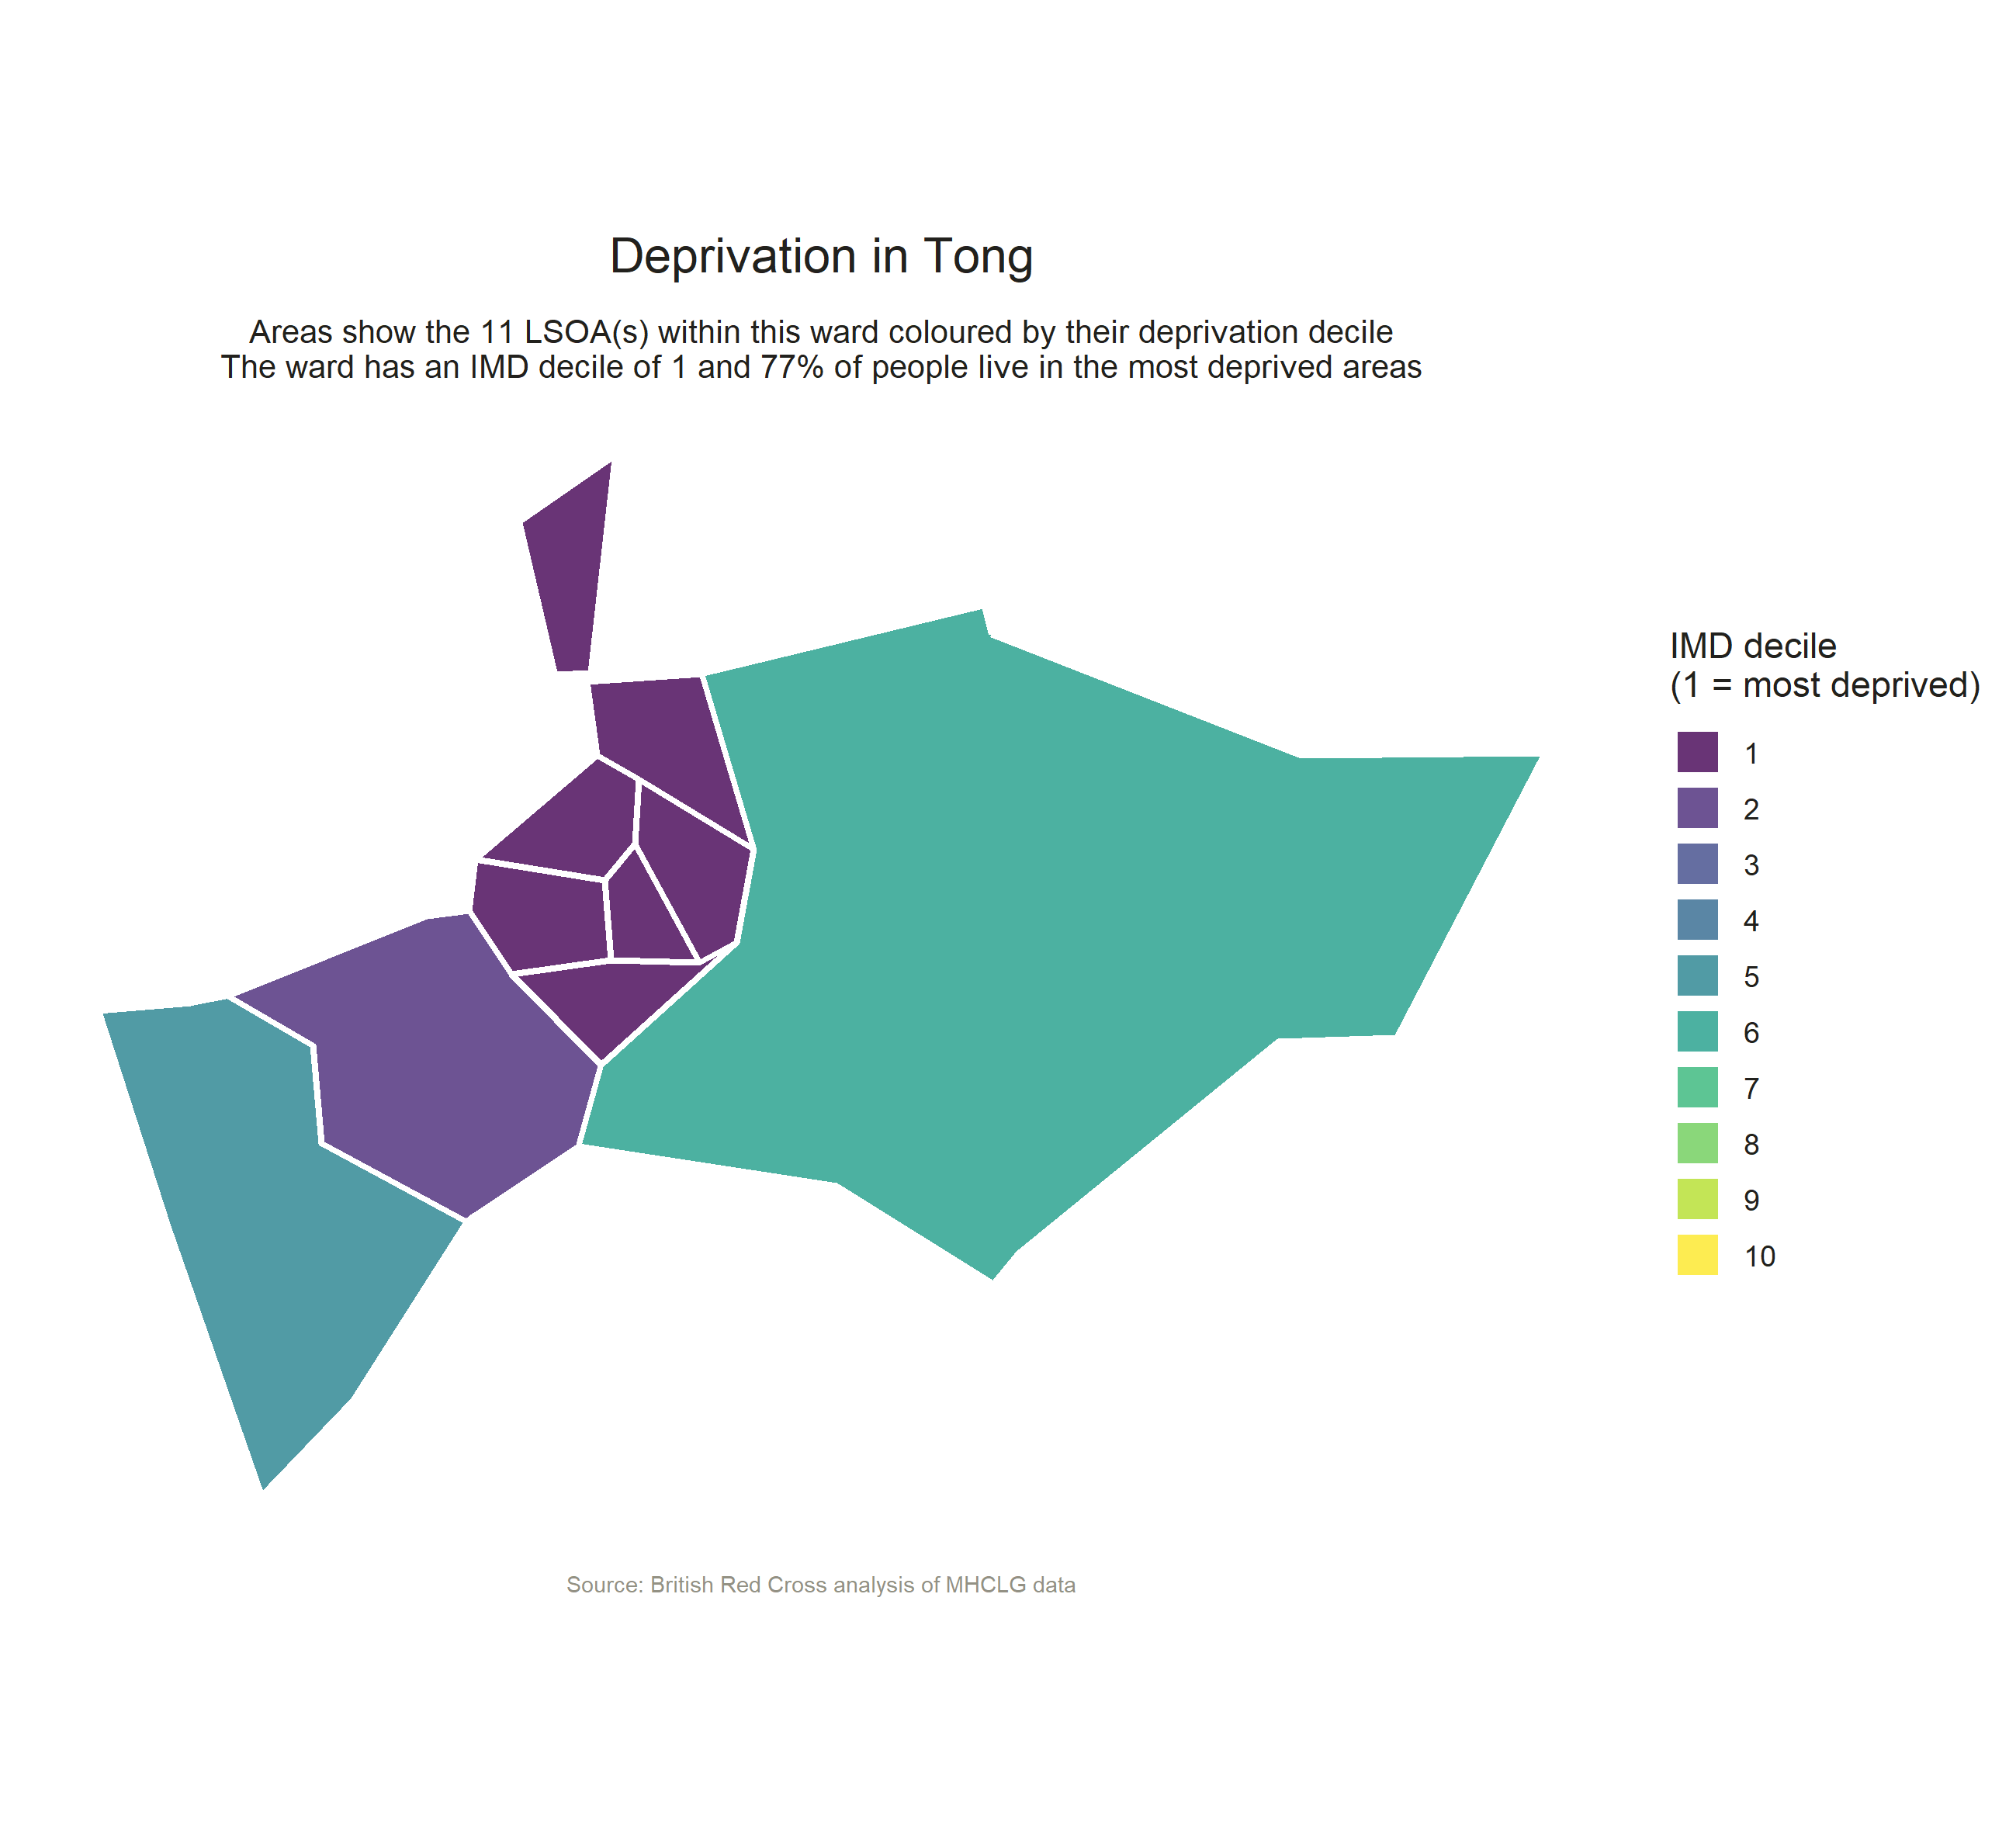 Deprivation in Tong
Areas show the 11 LSOA(s) within this ward coloured by their deprivation decile
The ward has an IMD decile of 1 and 77% of people live in the most deprived areas
IMD decile
(1 = most deprived)
1
2
3
4
5
6
7
8
9
10
Source: British Red Cross analysis of MHCLG data